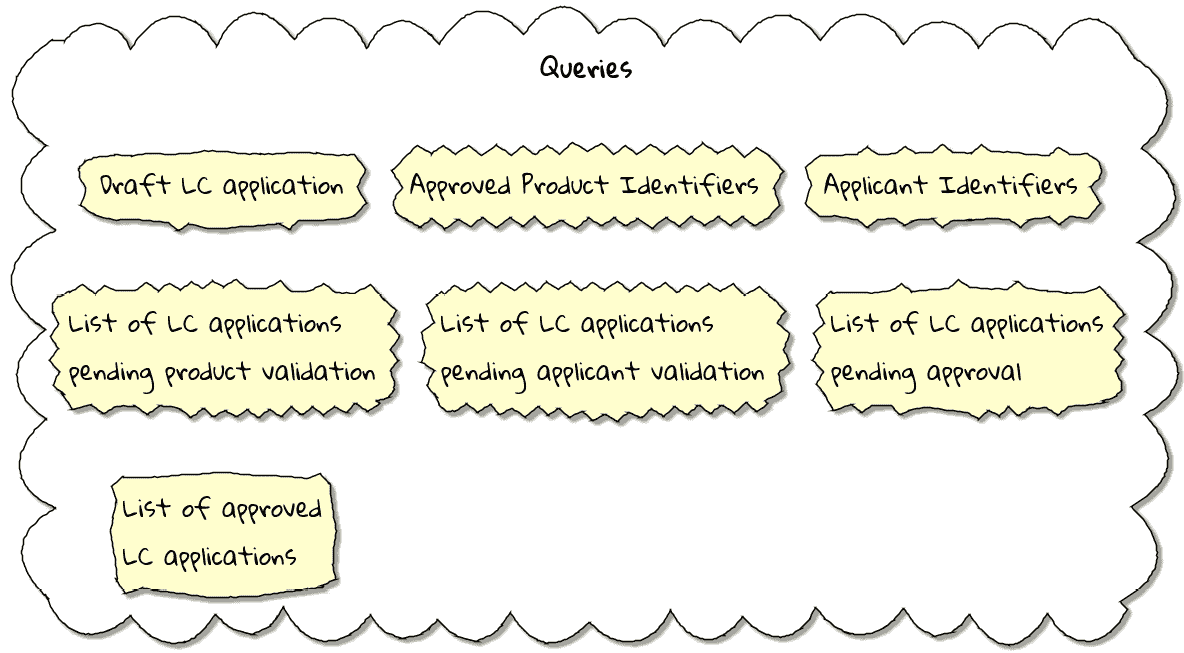 Queries
Draft LC application
Approved Product Identifiers
Applicant Identifiers
List of LC applications
pending product validation
List of LC applications
pending applicant validation
List of LC applications
pending approval
List of approved
LC applications